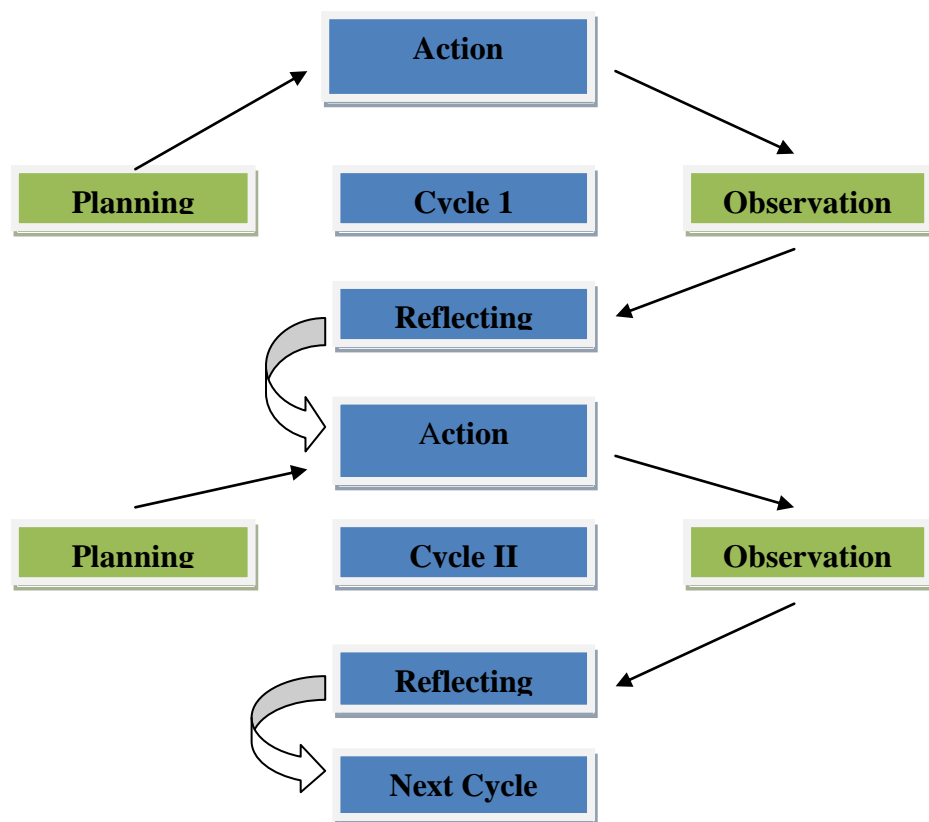 Action
Planning
Cycle 1
Observation
Reflecting
Action
Planning
Cycle II
Observation
Reflecting
Next Cycle